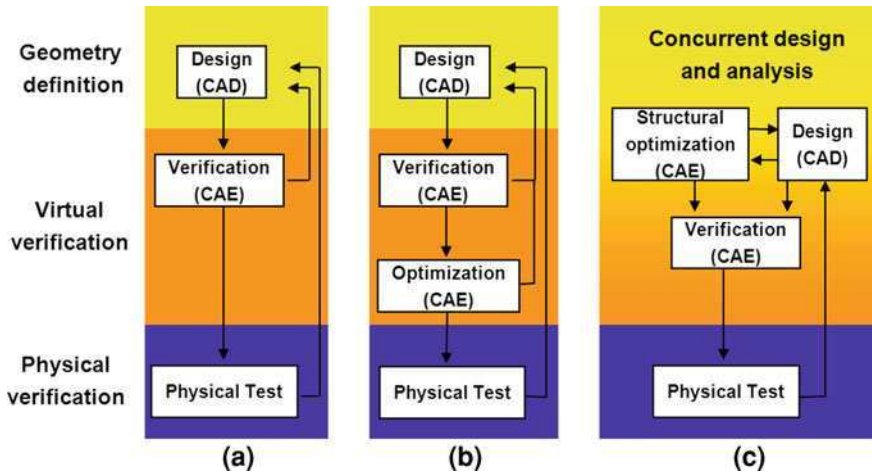 Geometry
definition
Virtual
verification
Physical
verification
Design
(CAD)
Verification
(CAE)
Physical Test
(a)
Design
(CAD)
Verification
(CAE)
Optimization
(CAE)
Physical Test
(b)
Concurrent design
and analysis
Structural
optimization
(CAE)
Design
(CAD)
Verification
(CAE)
Physical Test
(c)